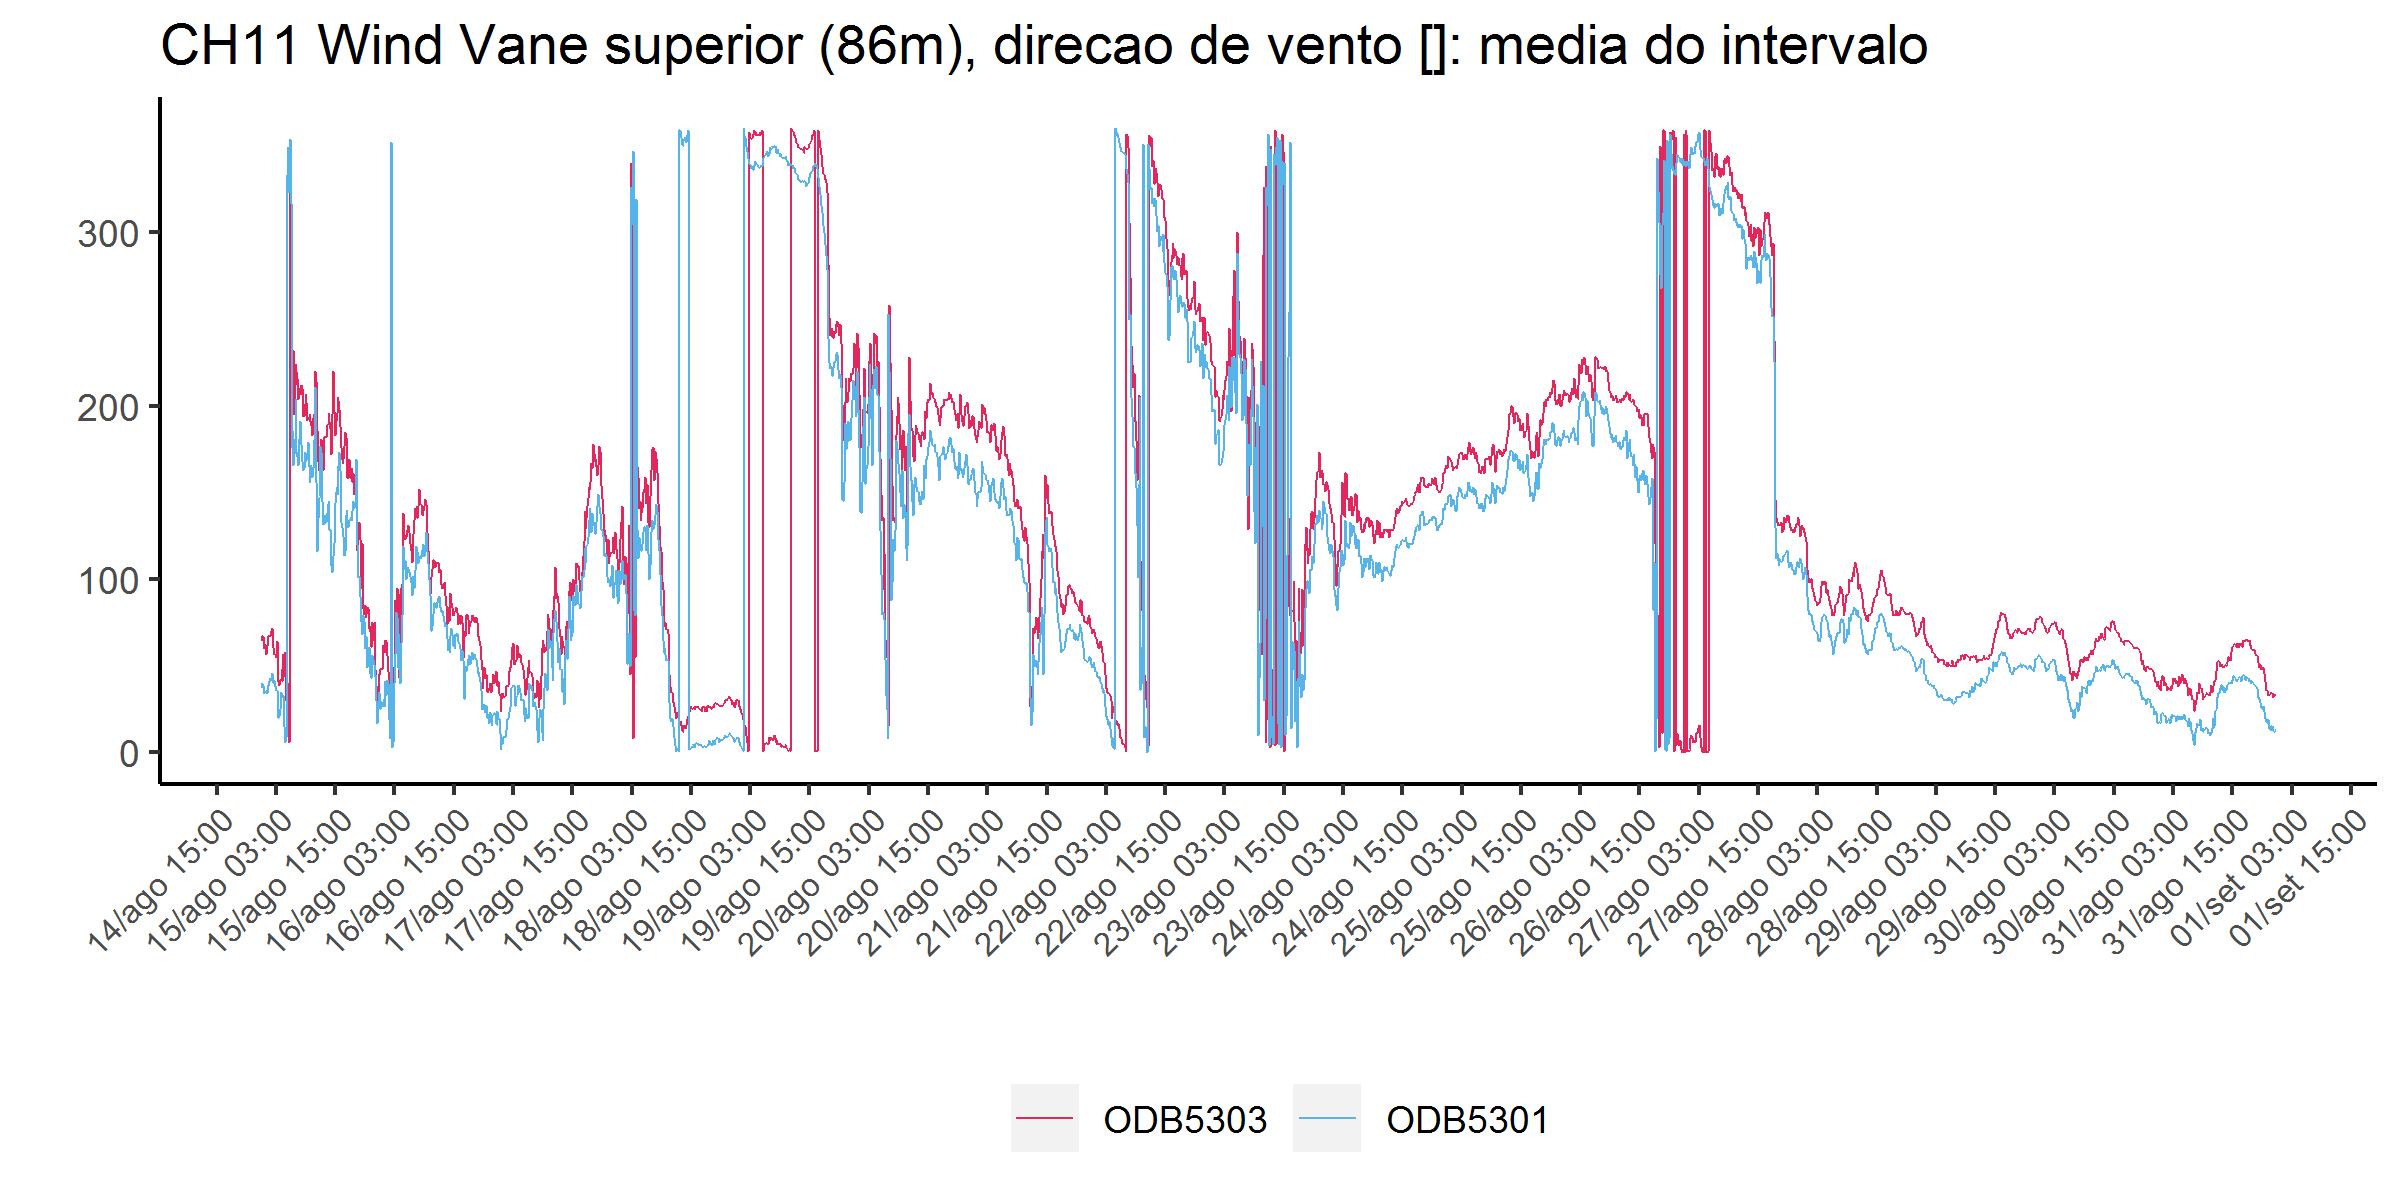 CH11 Wind Vane superior (86m), direcao de vento []: media do intervalo
300
200
100
0
14/ago 15:00
15/ago 03:00
15/ago 15:00
16/ago 03:00
16/ago 15:00
17/ago 03:00
17/ago 15:00
18/ago 03:00
18/ago 15:00
19/ago 03:00
19/ago 15:00
20/ago 03:00
20/ago 15:00
21/ago 03:00
21/ago 15:00
22/ago 03:00
22/ago 15:00
23/ago 03:00
23/ago 15:00
24/ago 03:00
24/ago 15:00
25/ago 03:00
25/ago 15:00
26/ago 03:00
26/ago 15:00
27/ago 03:00
27/ago 15:00
28/ago 03:00
28/ago 15:00
29/ago 03:00
29/ago 15:00
30/ago 03:00
30/ago 15:00
31/ago 03:00
31/ago 15:00
01/set 03:00
01/set 15:00
ODB5303
ODB5301